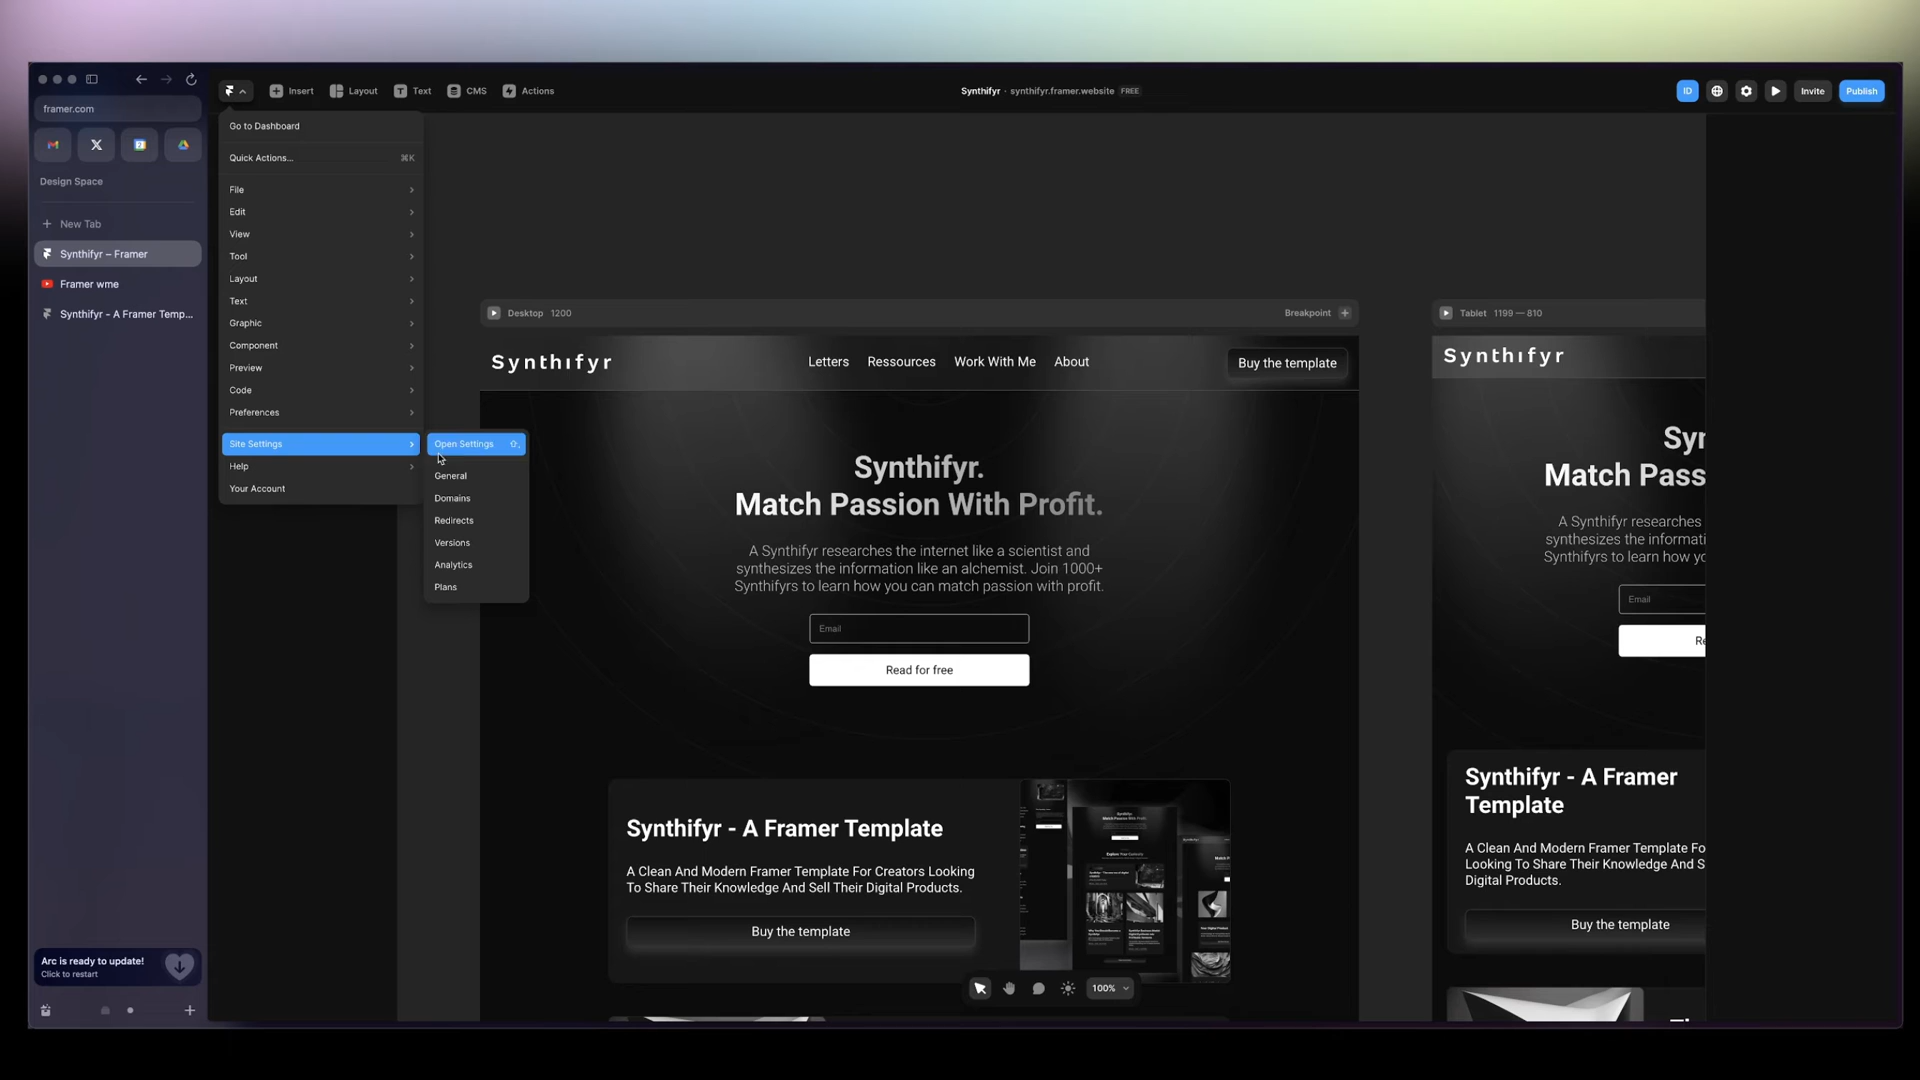 framer.com
Design Space
New Tab
Synthifyr – Framer
Framer wme
Synthifyr - A Framer Temp...
Arc is ready to update!
Click to restart
Insert
Layout
Text
CMS
Actions
Synthifyr · synthifyr.framer.website FREE
ID
Invite
Publish
Go to Dashboard
Quick Actions... ⌘K
File
Edit
View
Tool
Layout
Text
Graphic
Component
Preview
Code
Preferences
Site Settings
Help
Your Account
Open Settings ⇧,
General
Domains
Redirects
Versions
Analytics
Plans
Desktop 1200
Breakpoint
Synthifyr
Letters
Ressources
Work With Me
About
Buy the template
Synthifyr.
Match Passion With Profit.
A Synthifyr researches the internet like a scientist and
synthesizes the information like an alchemist. Join 1000+
Synthifyrs to learn how you can match passion with profit.
Email
Read for free
Synthifyr - A Framer Template
A Clean And Modern Framer Template For Creators Looking
To Share Their Knowledge And Sell Their Digital Products.
Buy the template
100%
Tablet 1199 — 810
Synthifyr
Syr
Match Pass
A Synthifyr researches
synthesizes the informati
Synthifyrs to learn how yo
Email
Re
Synthifyr - A Framer
Template
A Clean And Modern Framer Template Fo
Looking To Share Their Knowledge And S
Digital Products.
Buy the template